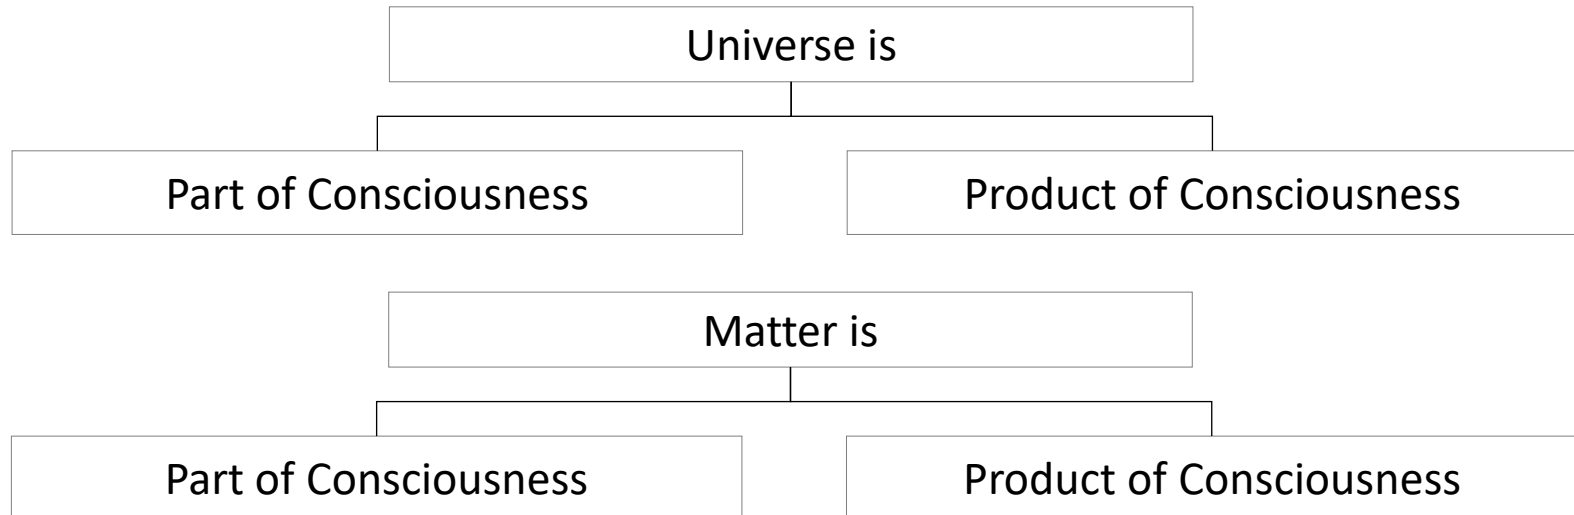 Universe is
Part of Consciousness
Product of Consciousness
Matter is
Part of Consciousness
Product of Consciousness